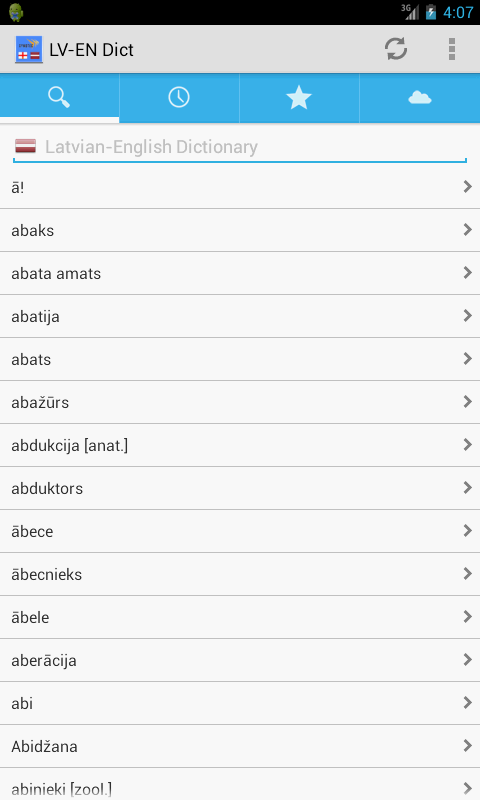 3G 4:07
LV-EN Dict
Latvian-English Dictionary
ā!
abaks
abata amats
abatija
abats
abažūrs
abdukcija [anat.]
abduktors
ābece
ābecnieks
ābele
aberācija
abi
Abidžana
abinieki [zool.]